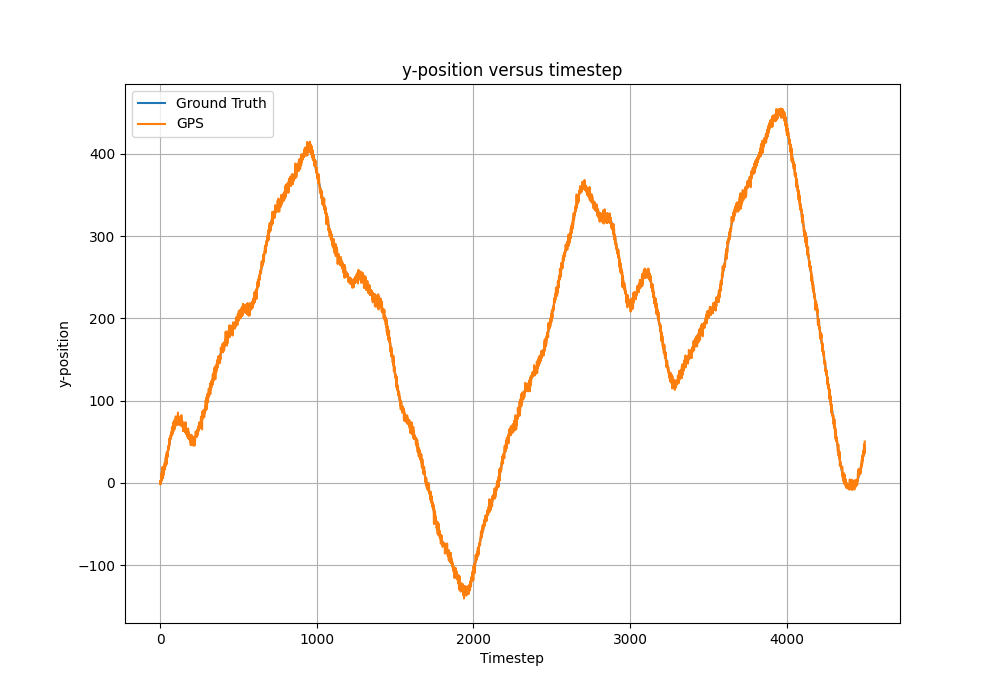 y-position versus timestep
Ground Truth
GPS
400
300
200
100
0
−100
y-position
0 1000 2000 3000 4000
Timestep